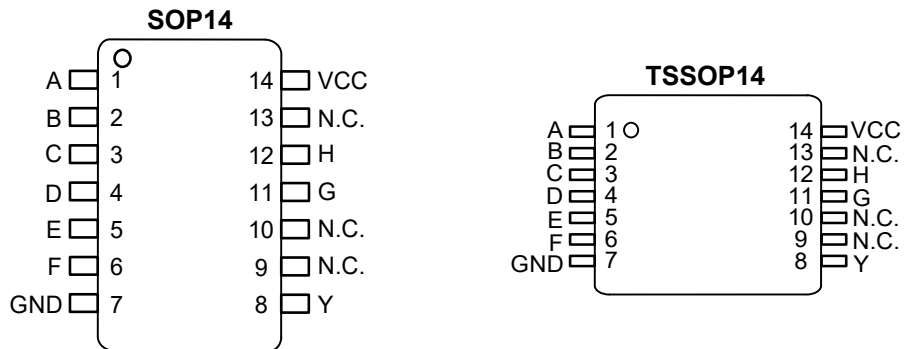 SOP14
A 1 14 VCC
B 2 13 N.C.
C 3 12 H
D 4 11 G
E 5 10 N.C.
F 6 9 N.C.
GND 7 8 Y
TSSOP14
A 1 14 VCC
B 2 13 N.C.
C 3 12 H
D 4 11 G
E 5 10 N.C.
F 6 9 N.C.
GND 7 8 Y